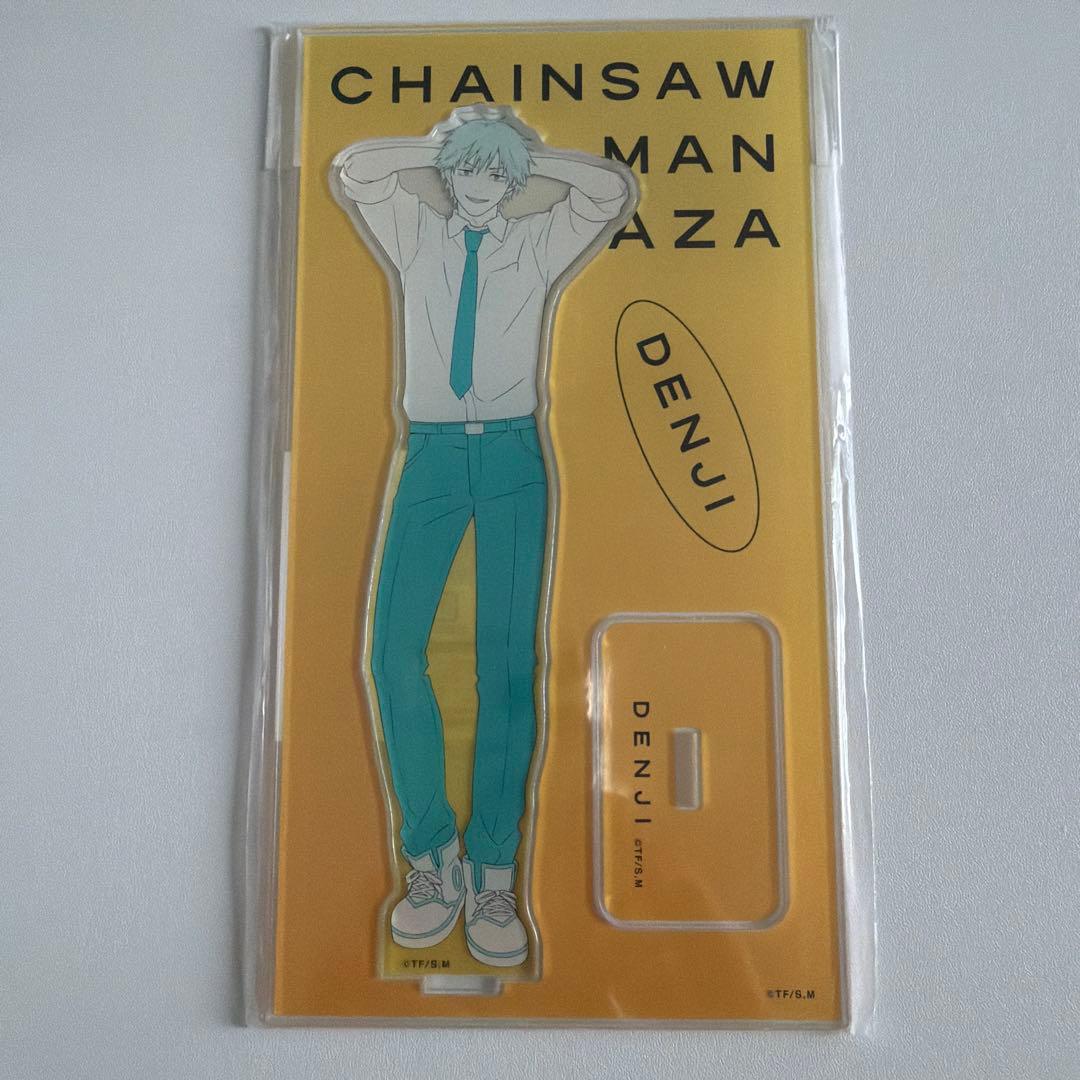 CHAINSAW
MAN
AZA
DENJI
DENJI ©TF/S,M
©TF/S,M
©TF/S,M